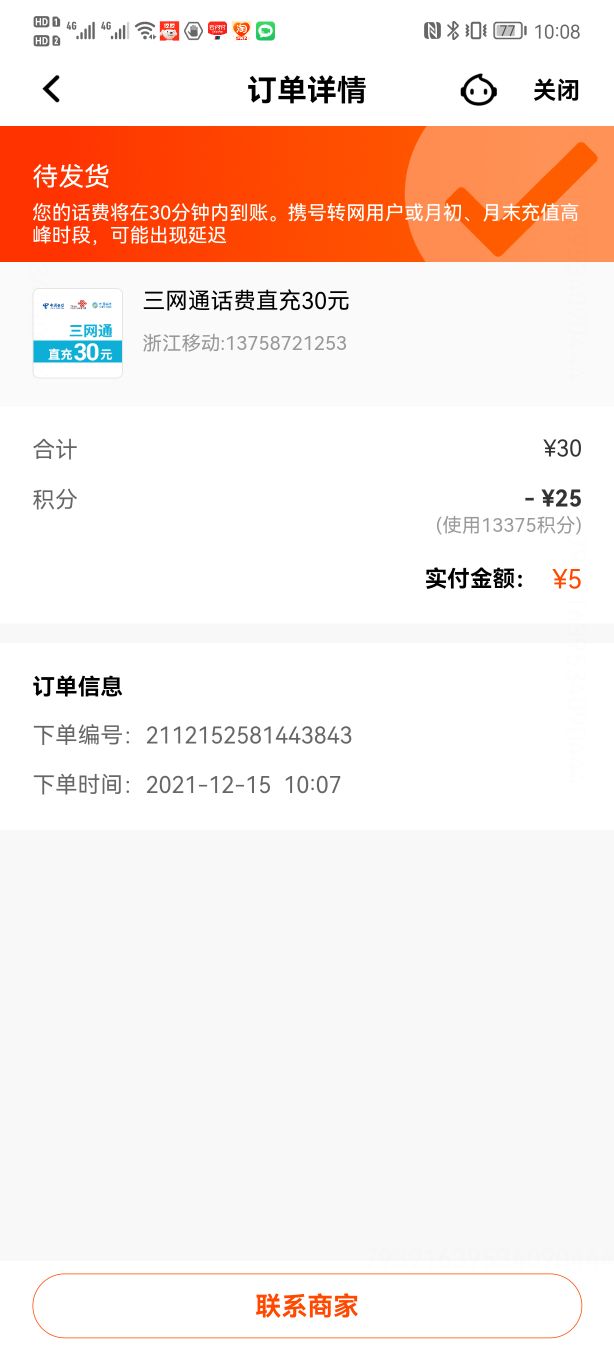 HD 1 4G 4G
HD 2
77 10:08
订单详情
关闭
待发货
您的话费将在30分钟内到账。携号转网用户或月初、月末充值高
峰时段，可能出现延迟
三网通
直充30元
三网通话费直充30元
浙江移动:13758721253
合计
¥30
积分
- ¥25
(使用13375积分)
实付金额： ¥5
订单信息
下单编号： 2112152581443843
下单时间： 2021-12-15 10:07
联系商家